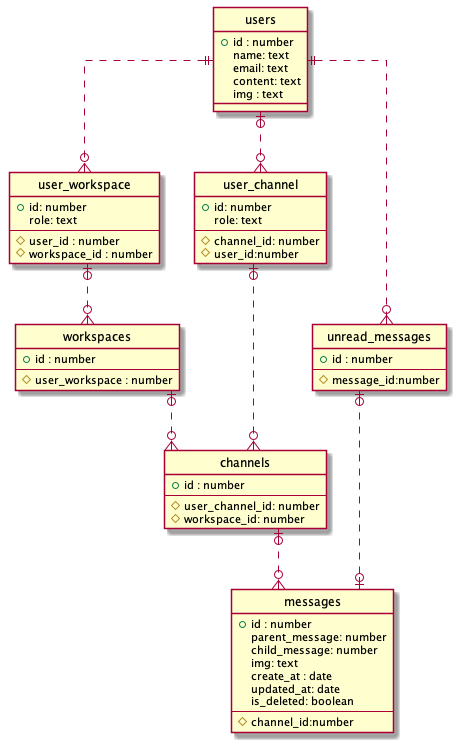 users
id : number
name: text
email: text
content: text
img : text
user_workspace
id: number
role: text
user_id : number
workspace_id : number
user_channel
id: number
role: text
channel_id: number
user_id:number
workspaces
id : number
user_workspace : number
unread_messages
id : number
message_id:number
channels
id : number
user_channel_id: number
workspace_id: number
messages
id : number
parent_message: number
child_message: number
img: text
create_at : date
updated_at: date
is_deleted: boolean
channel_id:number